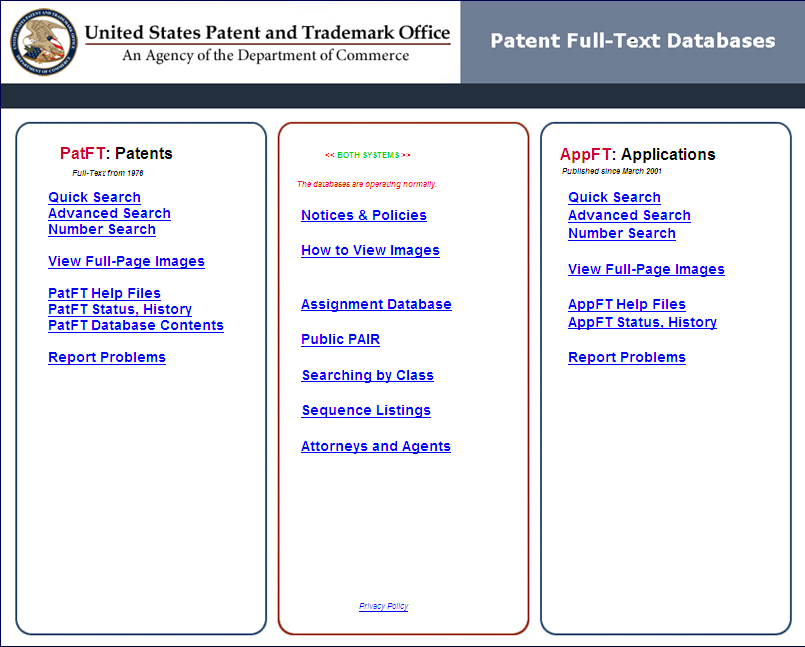 United States Patent and Trademark Office
An Agency of the Department of Commerce
Patent Full-Text Databases
PatFT: Patents
Full-Text from 1976
Quick Search
Advanced Search
Number Search
View Full-Page Images
PatFT Help Files
PatFT Status, History
PatFT Database Contents
Report Problems
<< BOTH SYSTEMS >>
The databases are operating normally.
Notices & Policies
How to View Images
Assignment Database
Public PAIR
Searching by Class
Sequence Listings
Attorneys and Agents
Privacy Policy
AppFT: Applications
Published since March 2001
Quick Search
Advanced Search
Number Search
View Full-Page Images
AppFT Help Files
AppFT Status, History
Report Problems